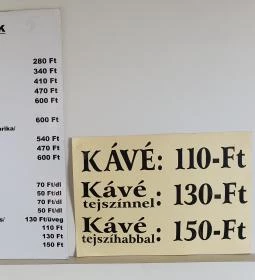 K
280 Ft
340 Ft
410 Ft
470 Ft
600 Ft
600 Ft
540 Ft
470 Ft
600 Ft
70 Ft/dl
50 Ft/dl
70 Ft/dl
50 Ft/dl
130 Ft/üveg
110 Ft
130 Ft
150 Ft
KÁVÉ: 110-Ft
Kávé
tejszínnel: 130-Ft
Kávé
tejszíhabbal: 150-Ft